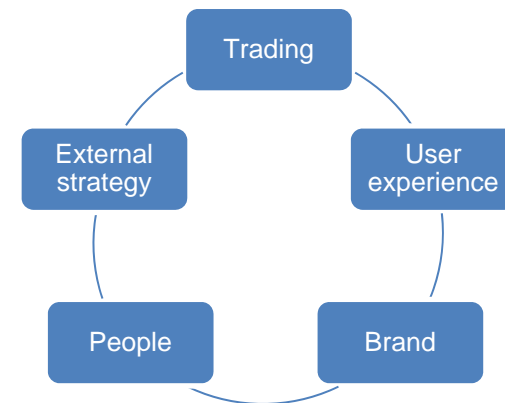 Trading
External
strategy
User
experience
People
Brand